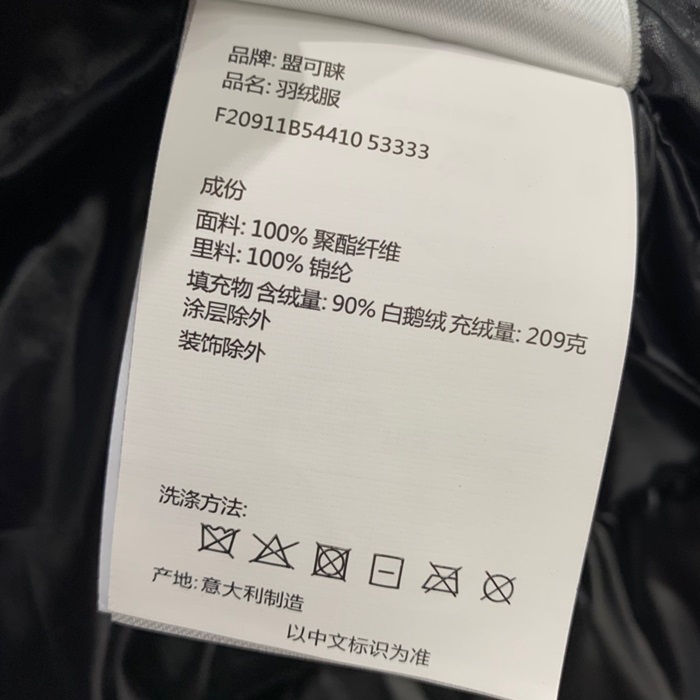 品牌: 盟可睐
品名: 羽绒服
F20911B54410 53333
成份
面料: 100% 聚酯纤维
里料: 100% 锦纶
填充物 含绒量: 90% 白鹅绒 充绒量: 209克
涂层除外
装饰除外
洗涤方法:
产地: 意大利制造
以中文标识为准